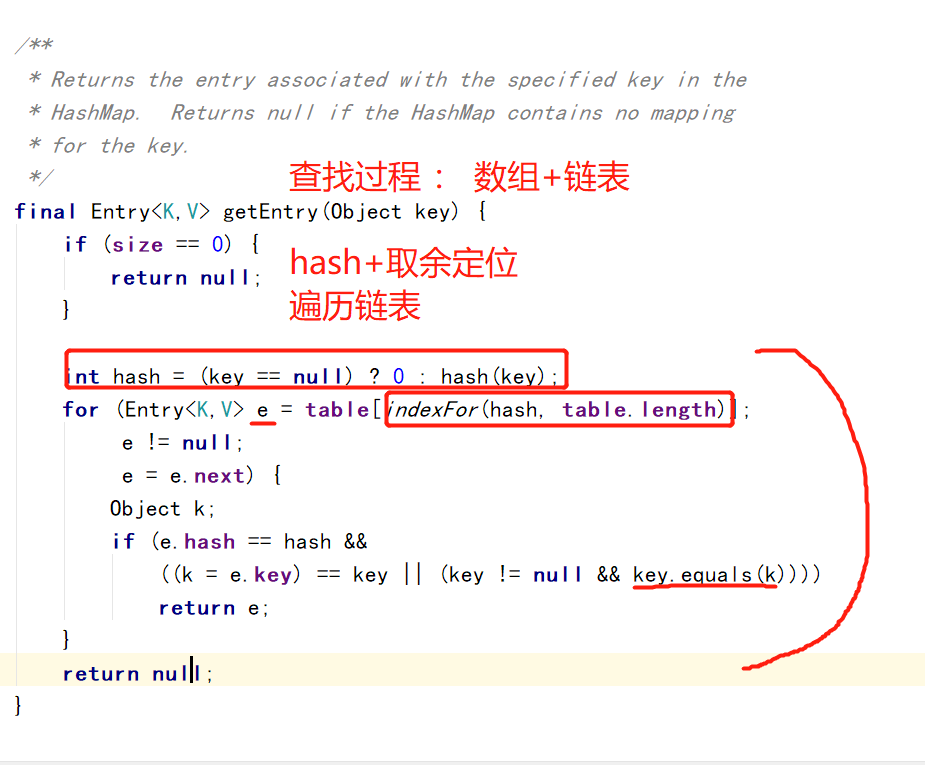 /**
* Returns the entry associated with the specified key in the
* HashMap.  Returns null if the HashMap contains no mapping
* for the key.
*/
查找过程： 数组+链表
final Entry<K,V> getEntry(Object key) {
if (size == 0) {
hash+取余定位
return null;
遍历链表
}
int hash = (key == null) ? 0 : hash(key);
for (Entry<K,V> e = table[indexFor(hash, table.length)];
e != null;
e = e.next) {
Object k;
if (e.hash == hash &&
((k = e.key) == key || (key != null && key.equals(k))))
return e;
}
return null;
}